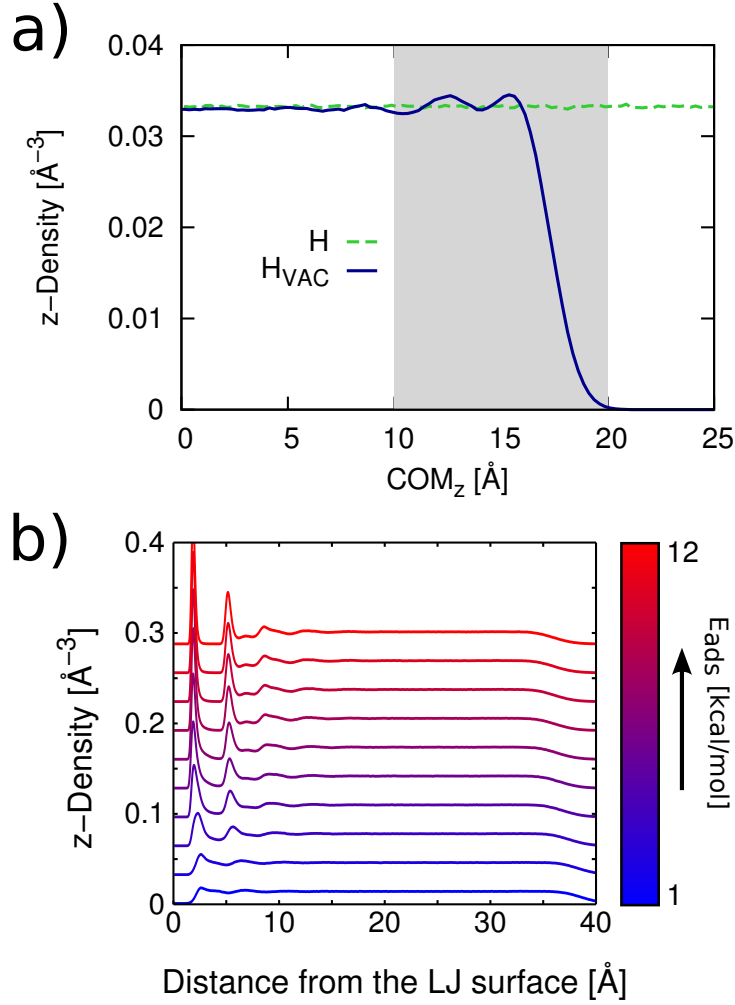 a)
0.04
0.03
0.02
0.01
0
z−Density [Å⁻³]
H
H_VAC
0 5 10 15 20 25
COM_z [Å]
b)
0.4
0.3
0.2
0.1
0
z−Density [Å⁻³]
0 10 20 30 40
Distance from the LJ surface [Å]
12
1
Eads [kcal/mol]